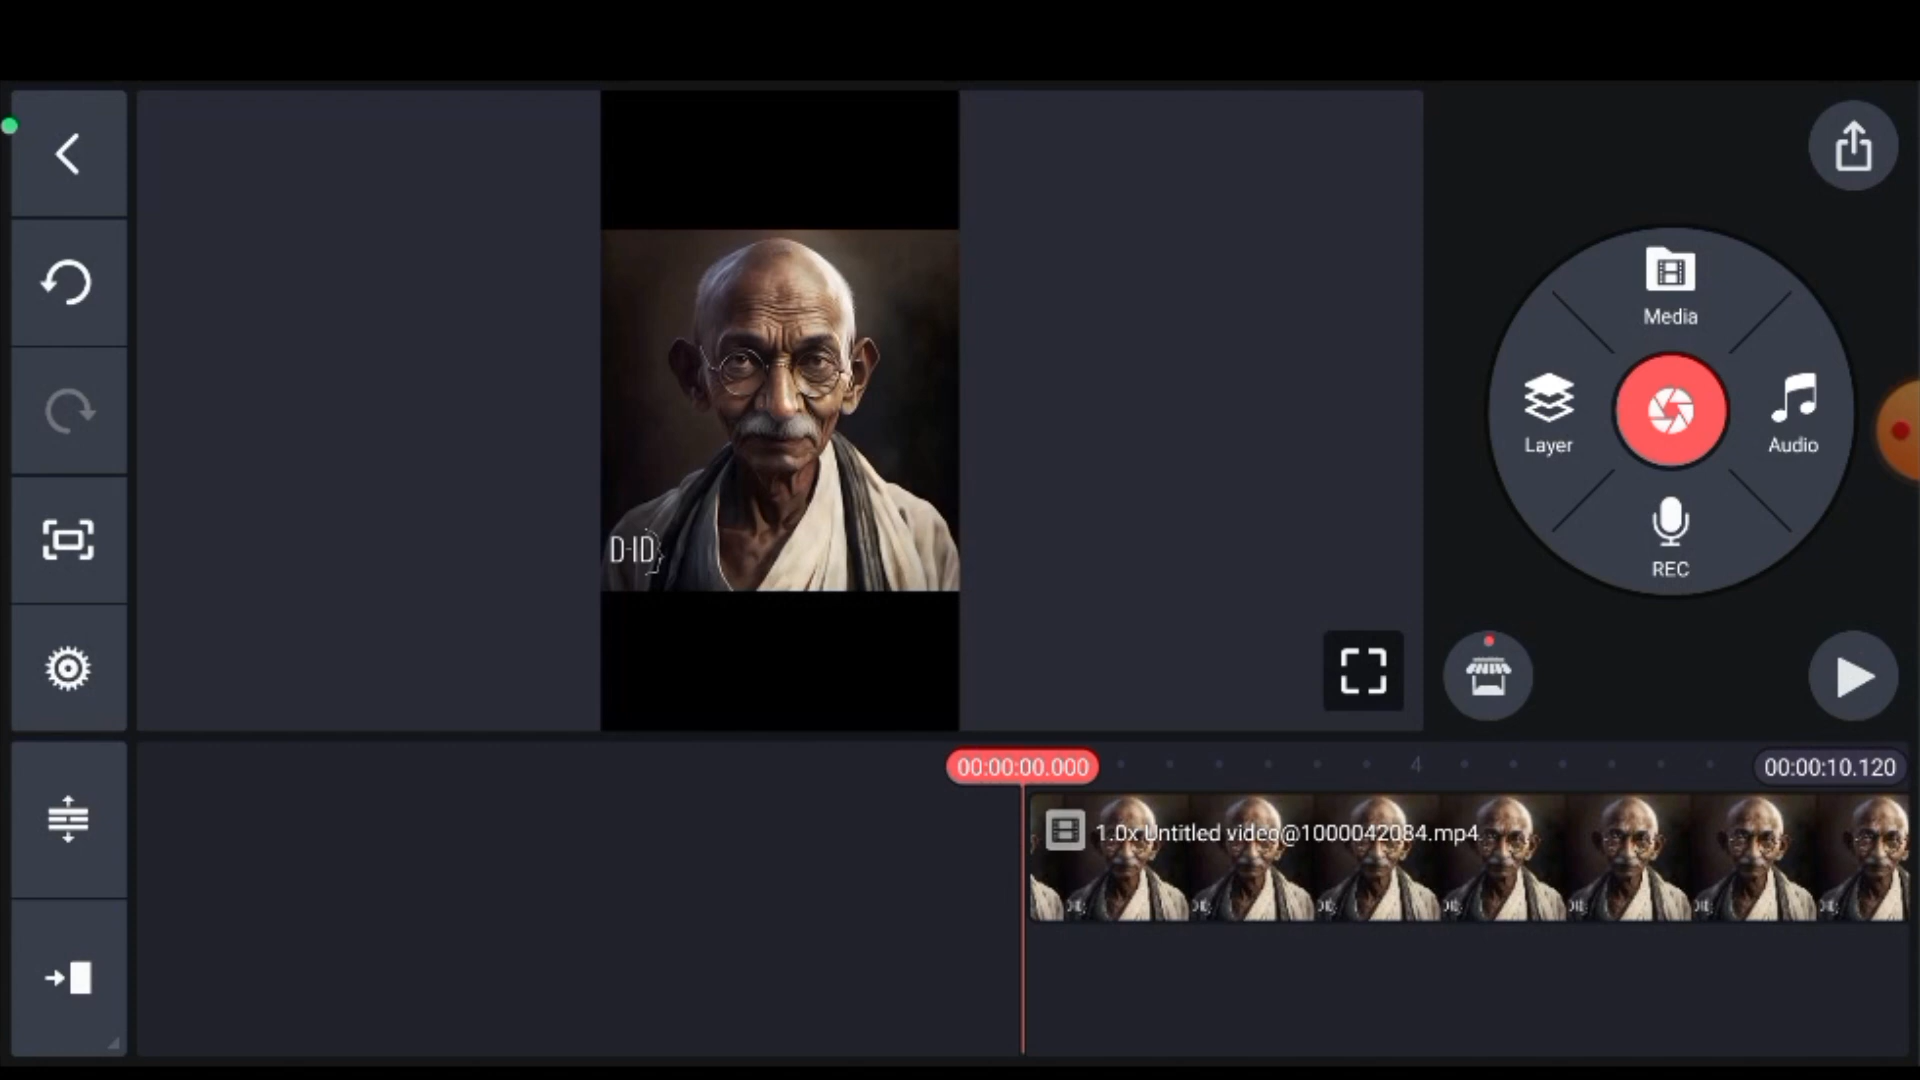 Media
Layer
Audio
REC
D-ID
00:00:00.000
4
00:00:10.120
1.0x Untitled video@1000042084.mp4